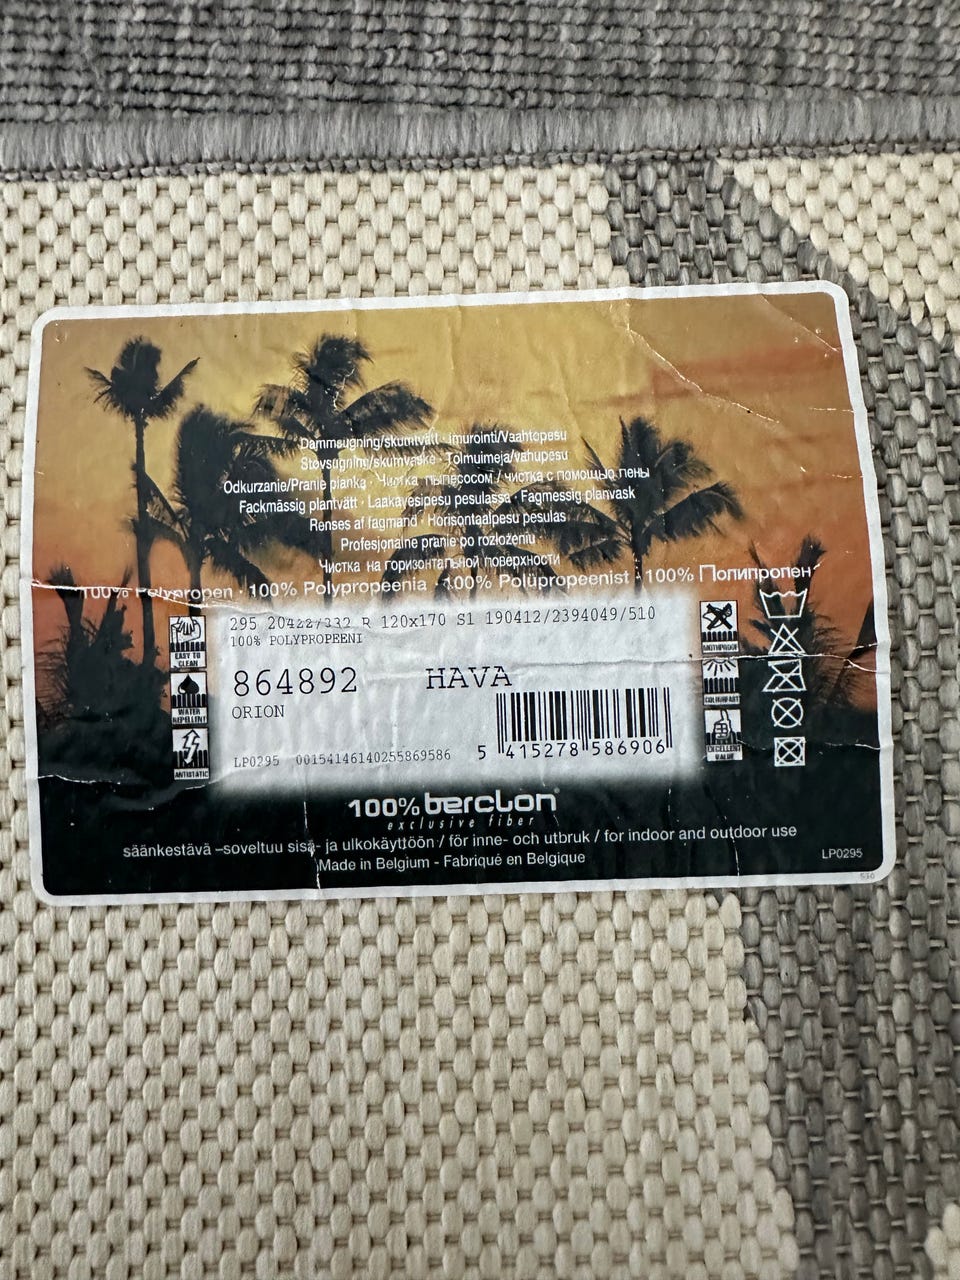 Dammsugning/skumtvätt · imurointi/Vaahtopesu
Støvsugning/skumvaske · Tolmuimeja/vahupesu
Odkurzanie/Pranie pianką · Чистка пылесосом / чистка с помощью пены
Fackmässig plantvätt · Laakavesipesu pesulassa · Fagmessig planvask
Renses af fagmand · Horisontaalpesu pesulas
Profesjonalne pranie po rozłożeniu ·
Чистка на горизонтальной поверхности
100% Polypropen · 100% Polypropeenia · 100% Polüpropeenist · 100% Полипропен
295 20422/332 R 120x170 S1 190412/2394049/510
100% POLYPROPEENI
864892 HAVA
ORION
LP0295 00154146140255869586
5 415278 586906
EASY TO CLEAN
WATER REPELLENT
ANTISTATIC
MOTHPROOF
COLOURFAST
EXCELLENT VALUE
100% berclon®
exclusive fiber
säänkestävä –soveltuu sisä- ja ulkokäyttöön / för inne- och utbruk / for indoor and outdoor use
Made in Belgium - Fabriqué en Belgique
LP0295